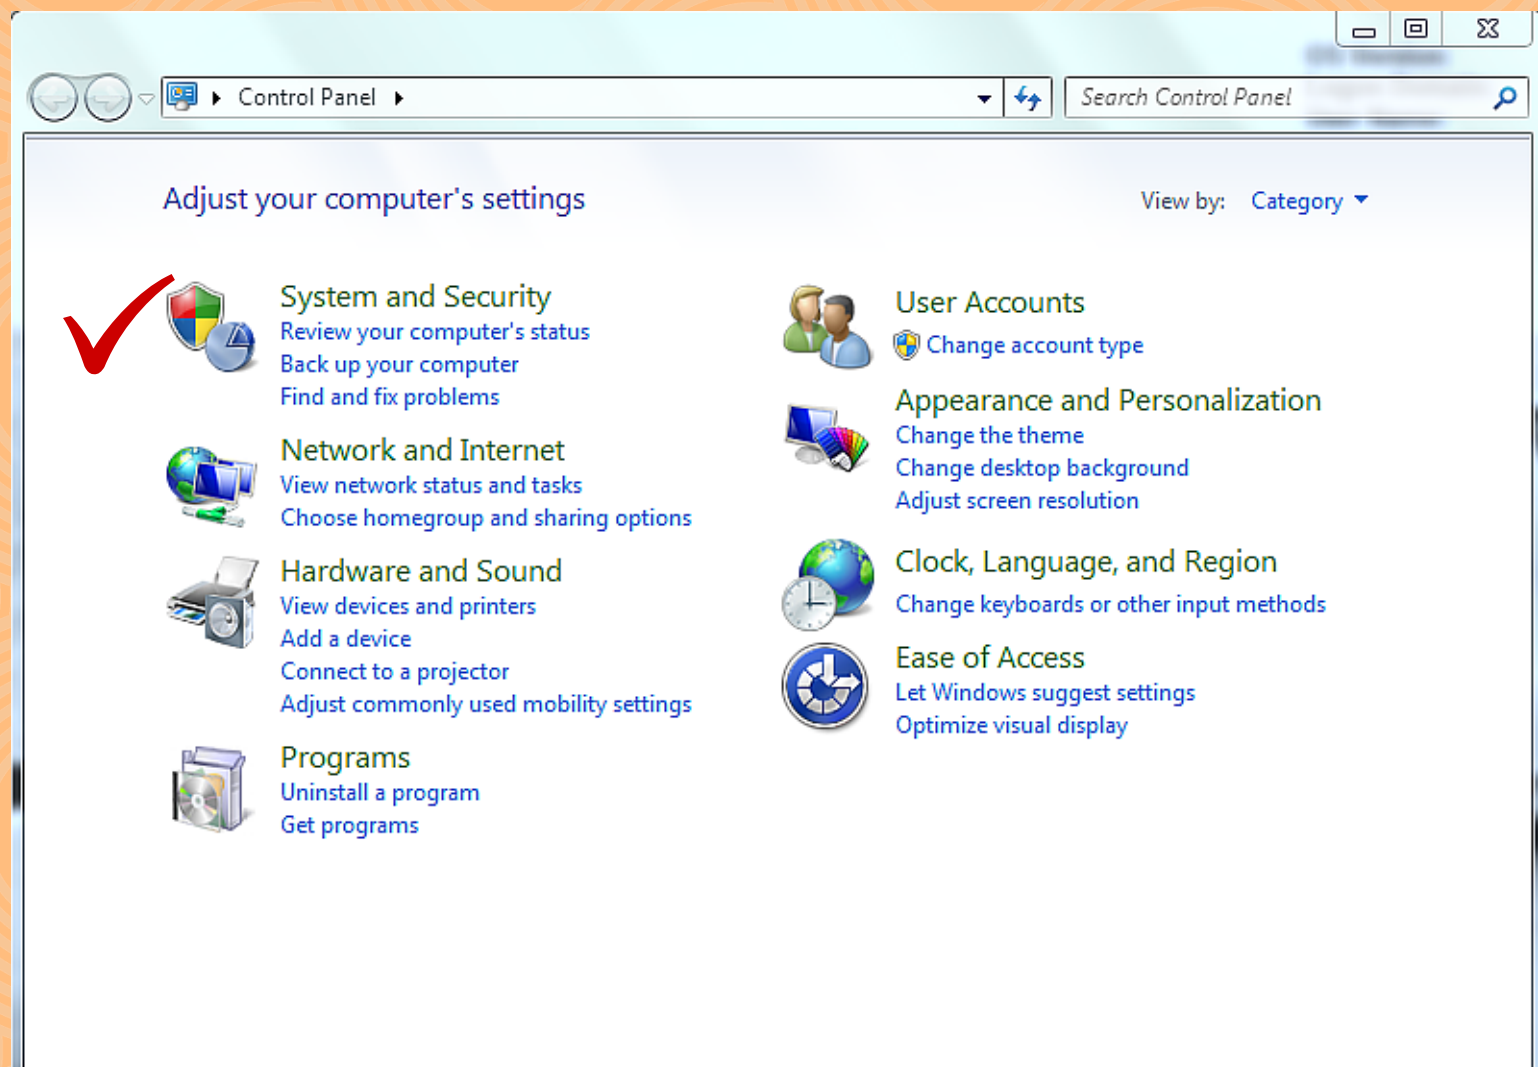 Control Panel
Search Control Panel
Adjust your computer's settings
View by: Category
System and Security
Review your computer's status
Back up your computer
Find and fix problems
Network and Internet
View network status and tasks
Choose homegroup and sharing options
Hardware and Sound
View devices and printers
Add a device
Connect to a projector
Adjust commonly used mobility settings
Programs
Uninstall a program
Get programs
User Accounts
Change account type
Appearance and Personalization
Change the theme
Change desktop background
Adjust screen resolution
Clock, Language, and Region
Change keyboards or other input methods
Ease of Access
Let Windows suggest settings
Optimize visual display